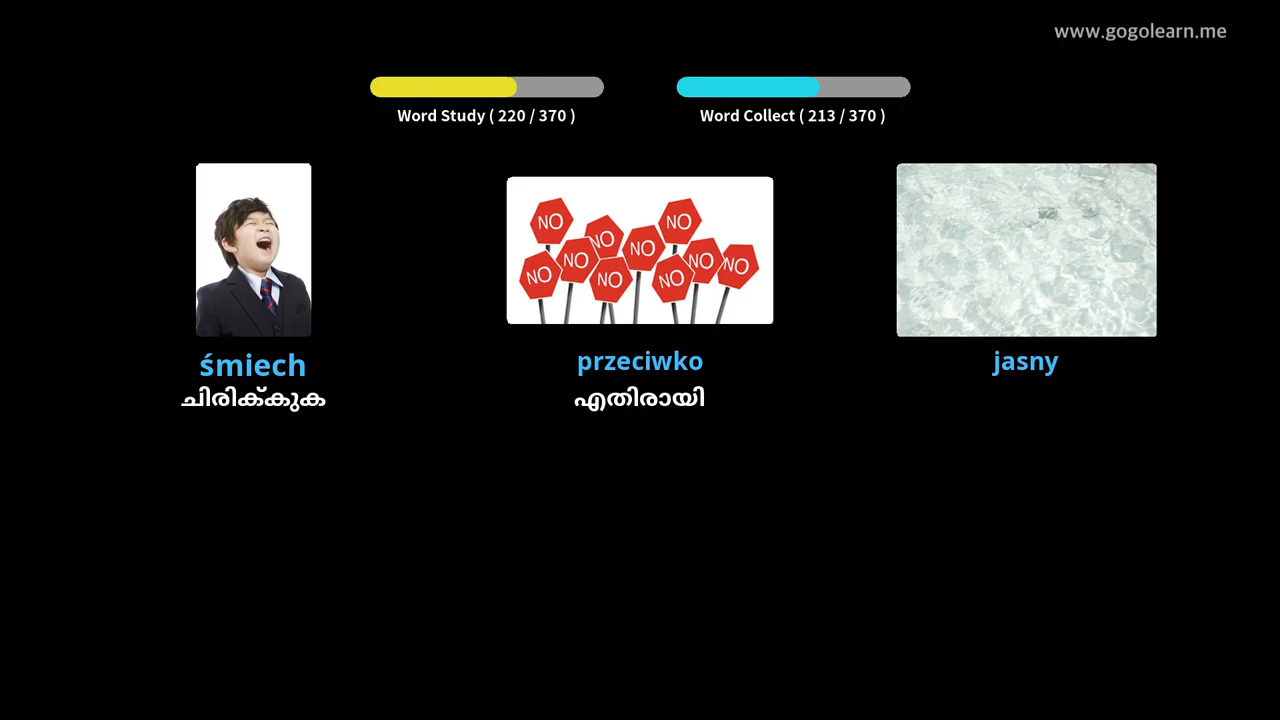 www.gogolearn.me
Word Study ( 220 / 370 )
Word Collect ( 213 / 370 )
NO NO NO NO NO NO NO NO NO NO
śmiech
ചിരിക്കുക
przeciwko
എതിരായി
jasny